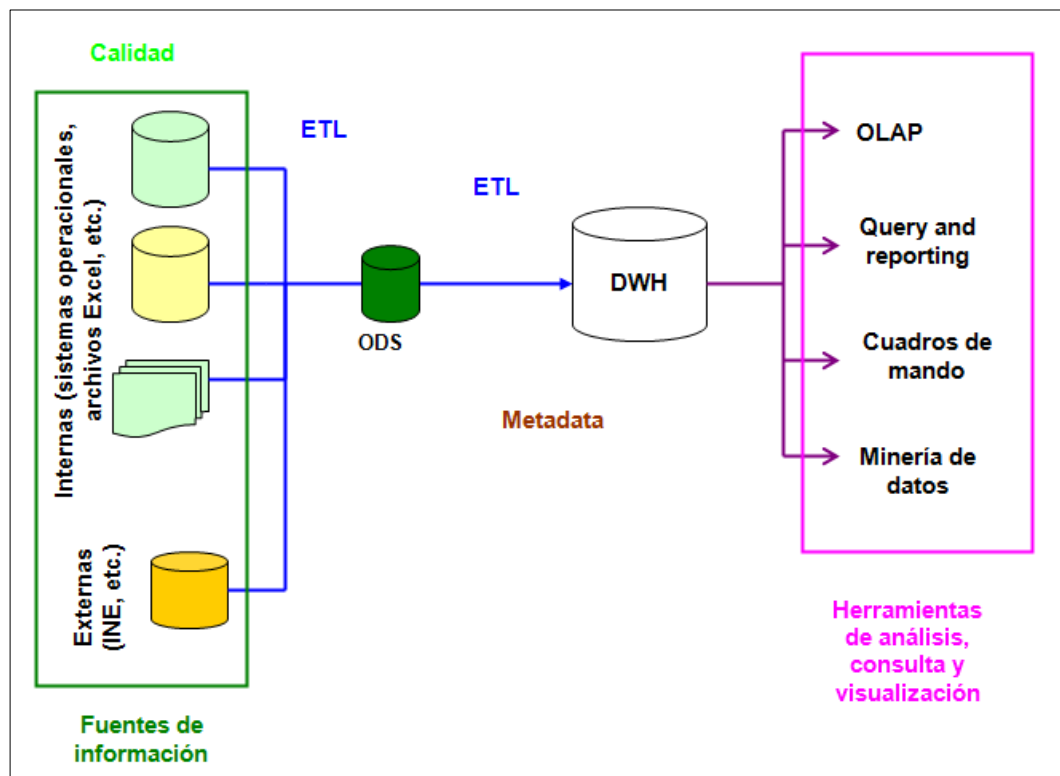 Calidad
Internas (sistemas operacionales,
archivos Excel, etc.)
Externas
(INE, etc.)
Fuentes de
información
ETL
ODS
ETL
Metadata
DWH
OLAP
Query and
reporting
Cuadros de
mando
Minería de
datos
Herramientas
de análisis,
consulta y
visualización